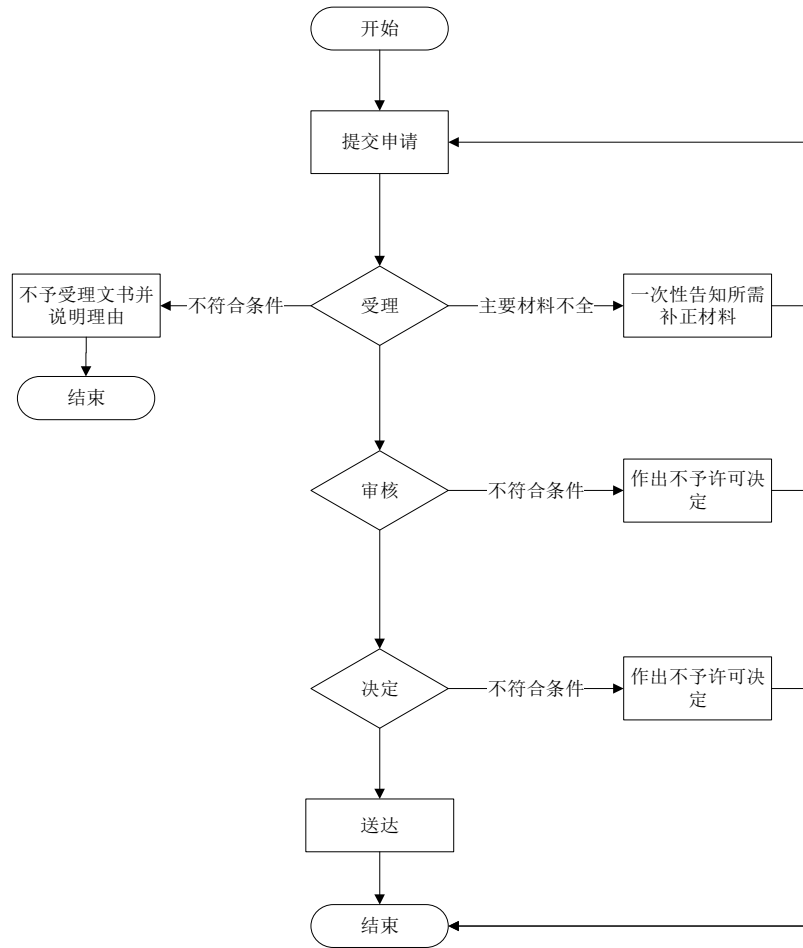 开始
提交申请
不予受理文书并
说明理由
不符合条件
受理
主要材料不全
一次性告知所需
补正材料
结束
审核
不符合条件
作出不予许可决
定
决定
不符合条件
作出不予许可决
定
送达
结束